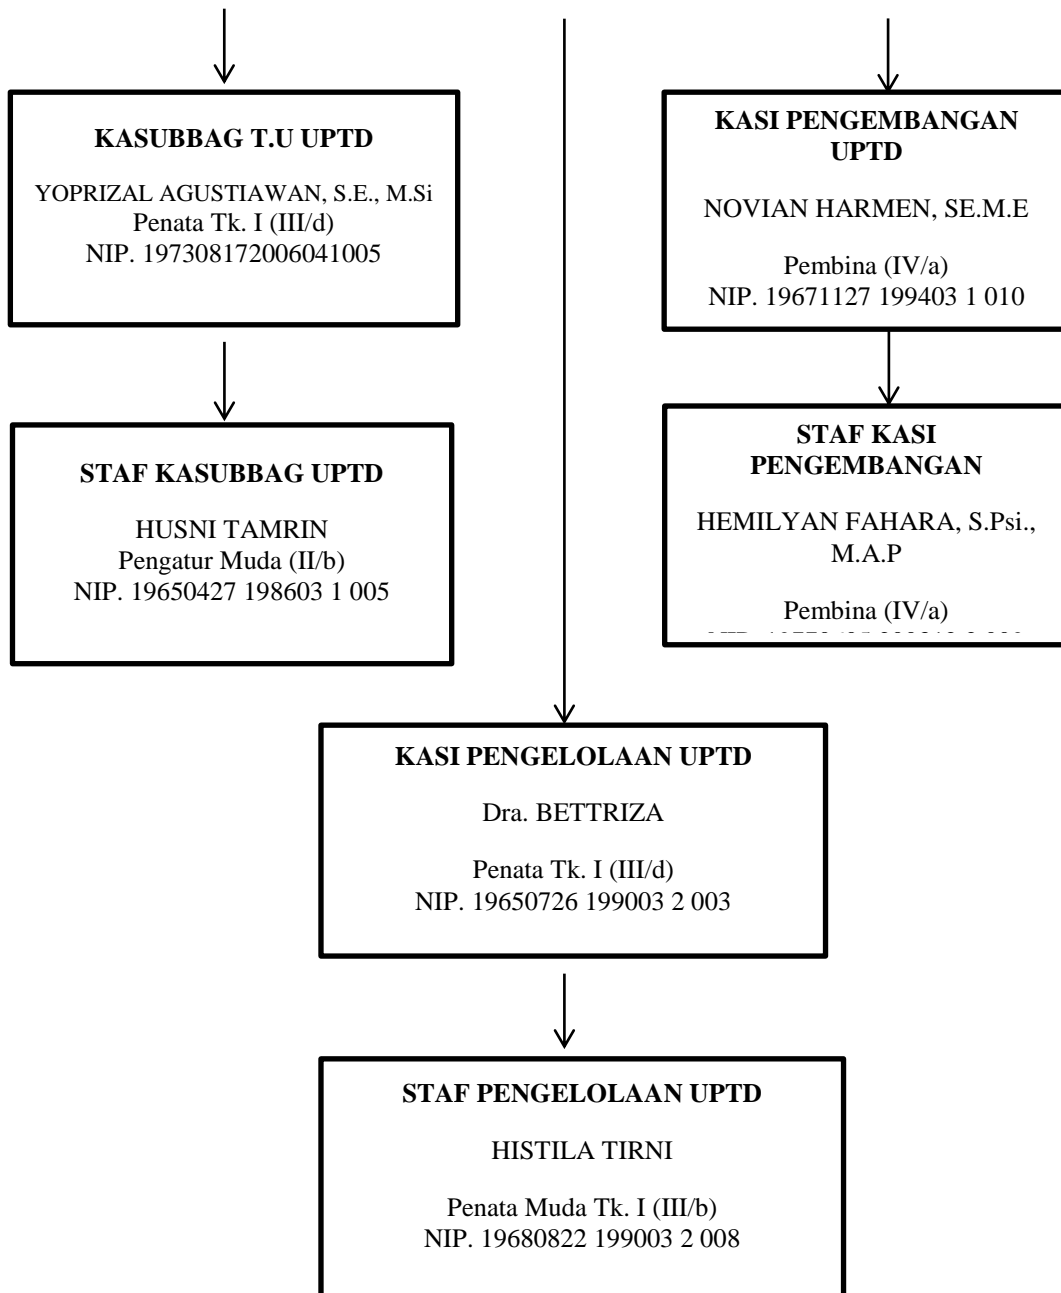 KASUBBAG T.U UPTD
YOPRIZAL AGUSTIAWAN, S.E., M.Si
Penata Tk. I (III/d)
NIP. 197308172006041005
KASI PENGEMBANGAN
UPTD
NOVIAN HARMEN, SE.M.E
Pembina (IV/a)
NIP. 19671127 199403 1 010
STAF KASUBBAG UPTD
HUSNI TAMRIN
Pengatur Muda (II/b)
NIP. 19650427 198603 1 005
STAF KASI
PENGEMBANGAN
HEMILYAN FAHARA, S.Psi.,
M.A.P
Pembina (IV/a)
KASI PENGELOLAAN UPTD
Dra. BETTRIZA
Penata Tk. I (III/d)
NIP. 19650726 199003 2 003
STAF PENGELOLAAN UPTD
HISTILA TIRNI
Penata Muda Tk. I (III/b)
NIP. 19680822 199003 2 008